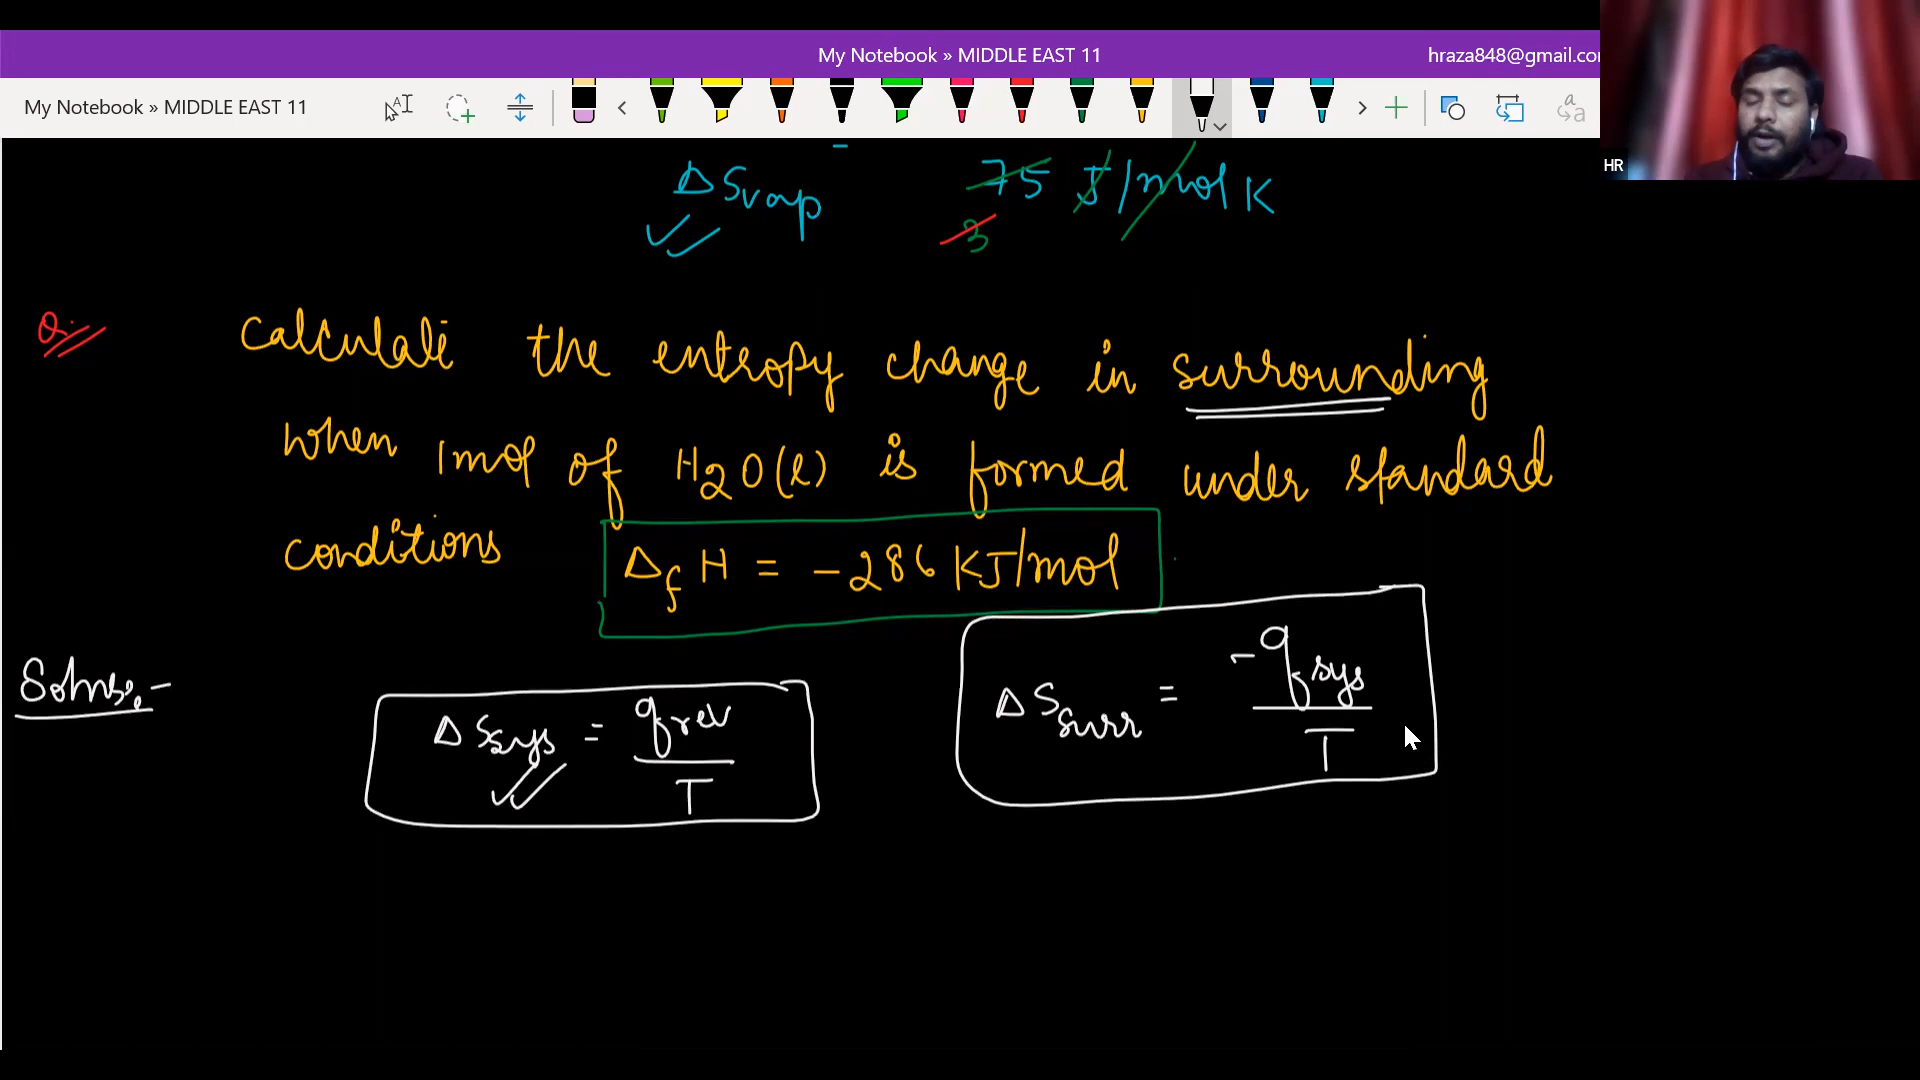 My Notebook » MIDDLE EAST 11
hraza848@gmail.co
My Notebook » MIDDLE EAST 11
HR
ΔSvap 75 J/mol K
3
Q.
Calculate the entropy change in surrounding
when 1mol of H2O(l) is formed under standard
conditions ΔfH = -286 KJ/mol
Solns:-
ΔSsys = qrev/T
ΔSsurr = -qsys/T